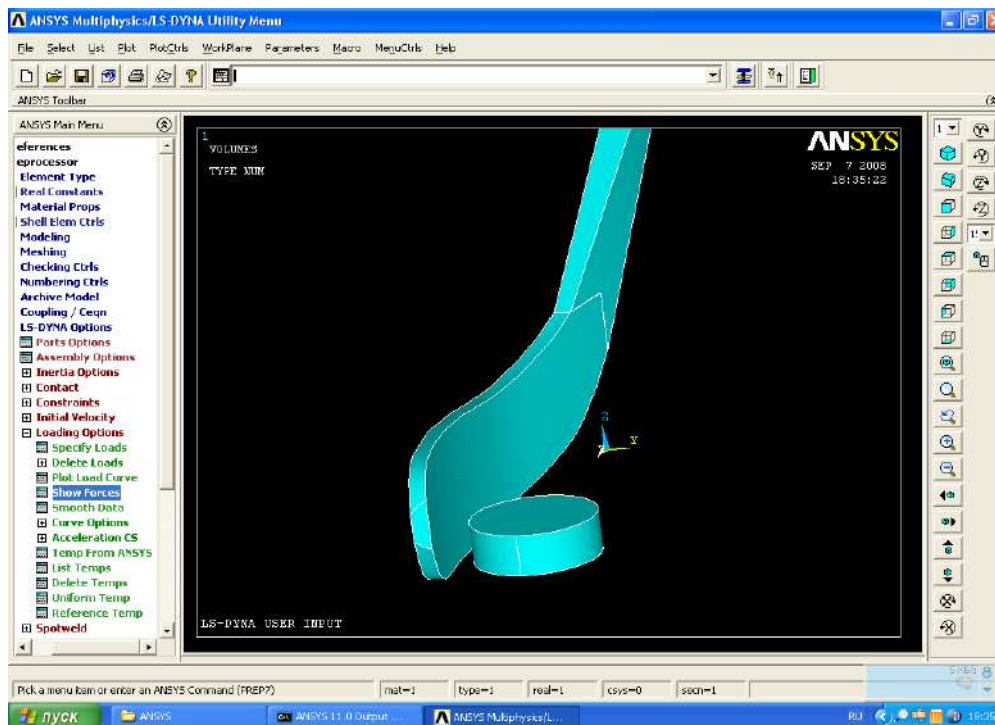 ANSYS Multiphysics/LS-DYNA Utility Menu
File Select List Plot PlotCtrls WorkPlane Parameters Macro MenuCtrls Help
ANSYS Toolbar
ANSYS Main Menu
eferences
eprocessor
Element Type
Real Constants
Material Props
Shell Elem Ctrls
Modeling
Meshing
Checking Ctrls
Numbering Ctrls
Archive Model
Coupling / Ceqn
LS-DYNA Options
Parts Options
Assembly Options
Inertia Options
Contact
Constraints
Initial Velocity
Loading Options
Specify Loads
Delete Loads
Plot Load Curve
Show Forces
Smooth Data
Curve Options
Acceleration CS
Temp From ANSYS
List Temps
Delete Temps
Uniform Temp
Reference Temp
Spotweld
1
VOLUMES
TYPE NUM
ANSYS
SEP 7 2008
18:35:22
Z
Y
LS-DYNA USER INPUT
1
Pick a menu item or enter an ANSYS Command (PREP7)
mat=1
type=1
real=1
csys=0
secn=1
пуск
ANSYS
ANSYS 11.0 Output ...
ANSYS Multiphysics/L...
RU